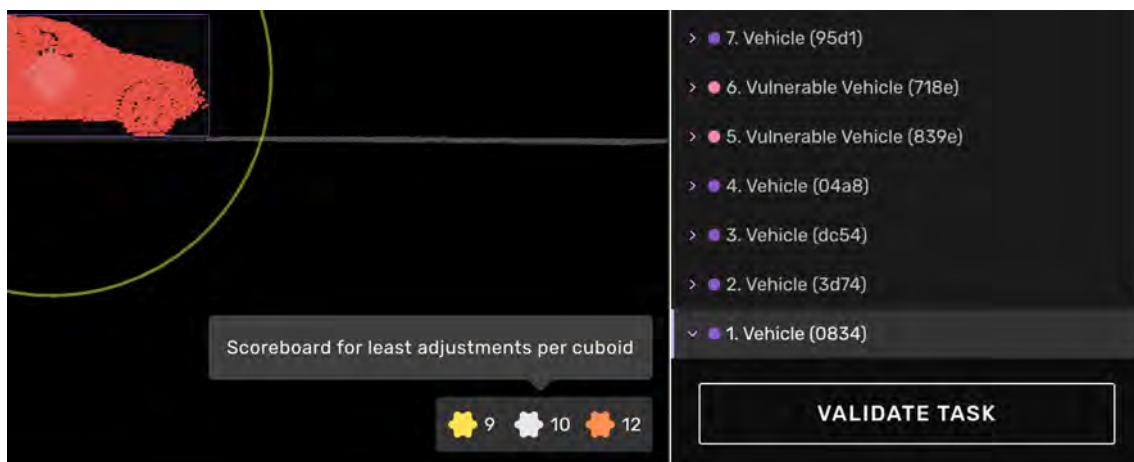 7. Vehicle (95d1)
6. Vulnerable Vehicle (718e)
5. Vulnerable Vehicle (839e)
4. Vehicle (04a8)
3. Vehicle (dc54)
2. Vehicle (3d74)
1. Vehicle (0834)
Scoreboard for least adjustments per cuboid
9 10 12
VALIDATE TASK